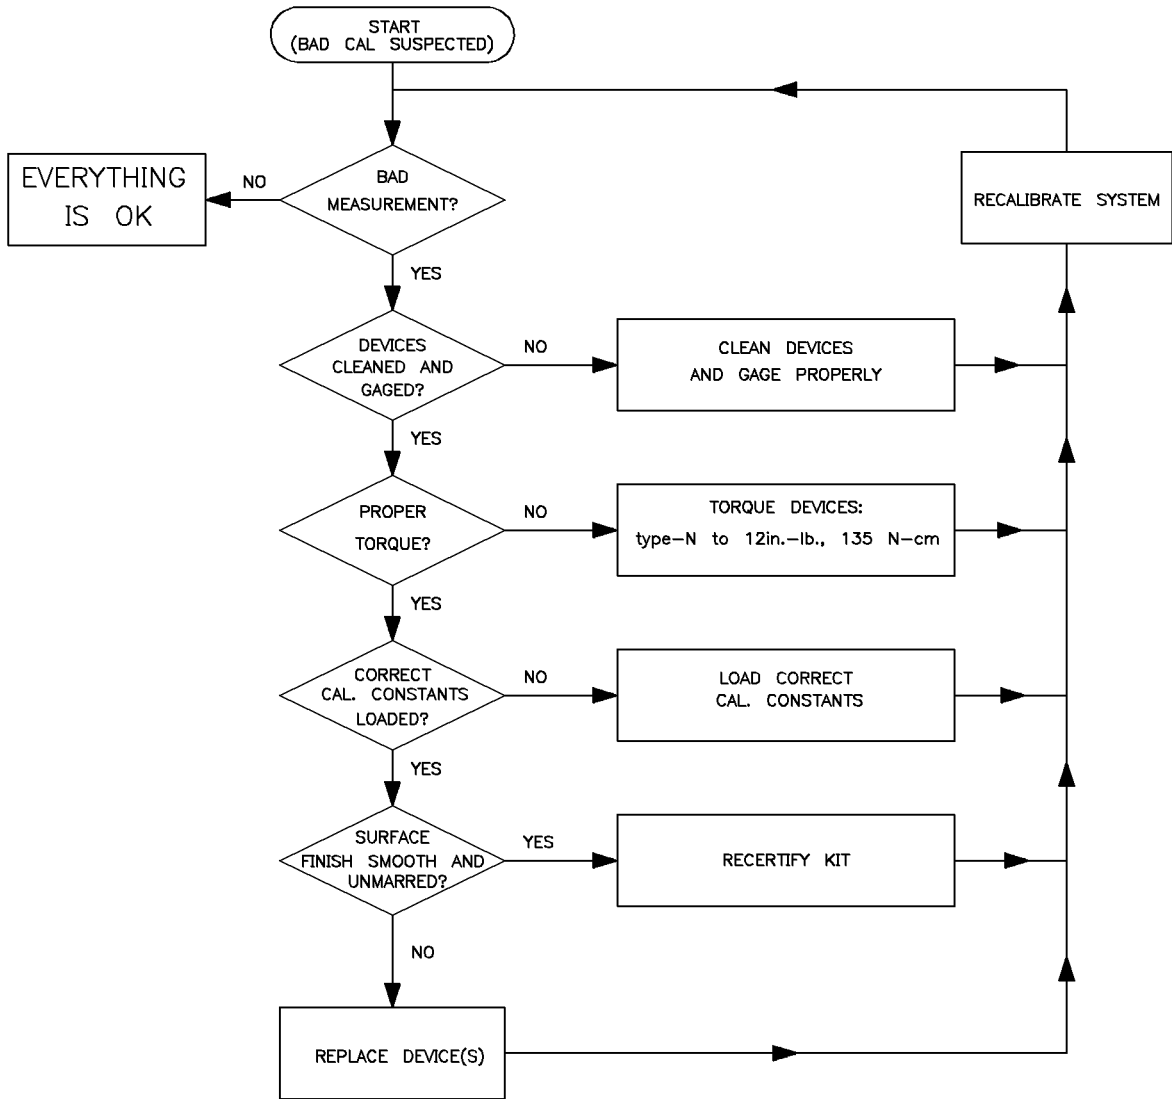 START
(BAD CAL SUSPECTED)
BAD
MEASUREMENT?
NO
EVERYTHING
IS OK
RECALIBRATE SYSTEM
YES
DEVICES
CLEANED AND
GAGED?
NO
CLEAN DEVICES
AND GAGE PROPERLY
YES
PROPER
TORQUE?
NO
TORQUE DEVICES:
type-N to 12in.-lb., 135 N-cm
YES
CORRECT
CAL. CONSTANTS
LOADED?
NO
LOAD CORRECT
CAL. CONSTANTS
YES
SURFACE
FINISH SMOOTH AND
UNMARRED?
YES
RECERTIFY KIT
NO
REPLACE DEVICE(S)